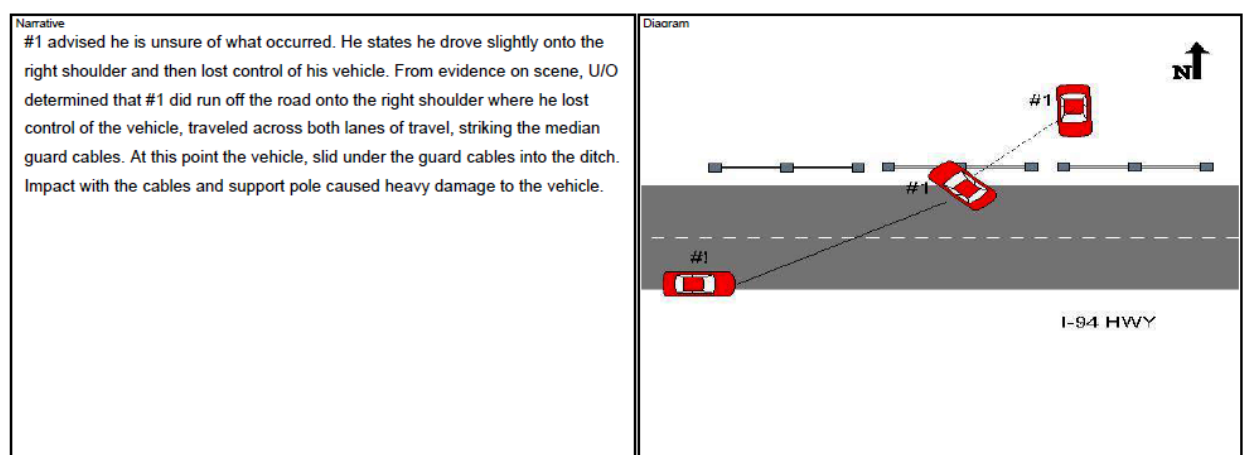 Narrative
#1 advised he is unsure of what occurred. He states he drove slightly onto the
right shoulder and then lost control of his vehicle. From evidence on scene, U/O
determined that #1 did run off the road onto the right shoulder where he lost
control of the vehicle, traveled across both lanes of travel, striking the median
guard cables. At this point the vehicle, slid under the guard cables into the ditch.
Impact with the cables and support pole caused heavy damage to the vehicle.
Diagram
N
#1
#1
#1
I-94 HWY